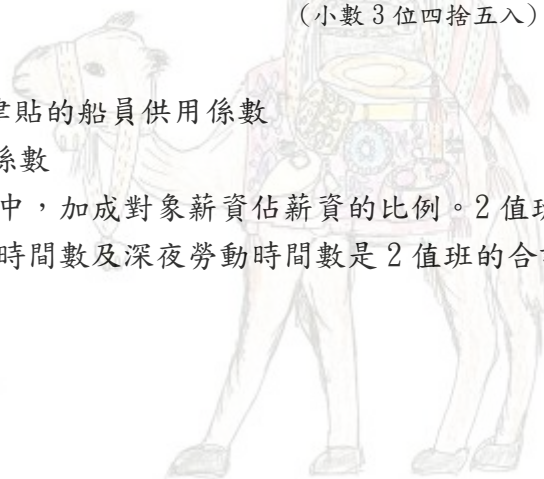 （小數 3 位四捨五入）
津貼的船員供用係數
係數
中，加成對象薪資佔薪資的比例。2 值班
時間數及深夜勞動時間數是 2 值班的合